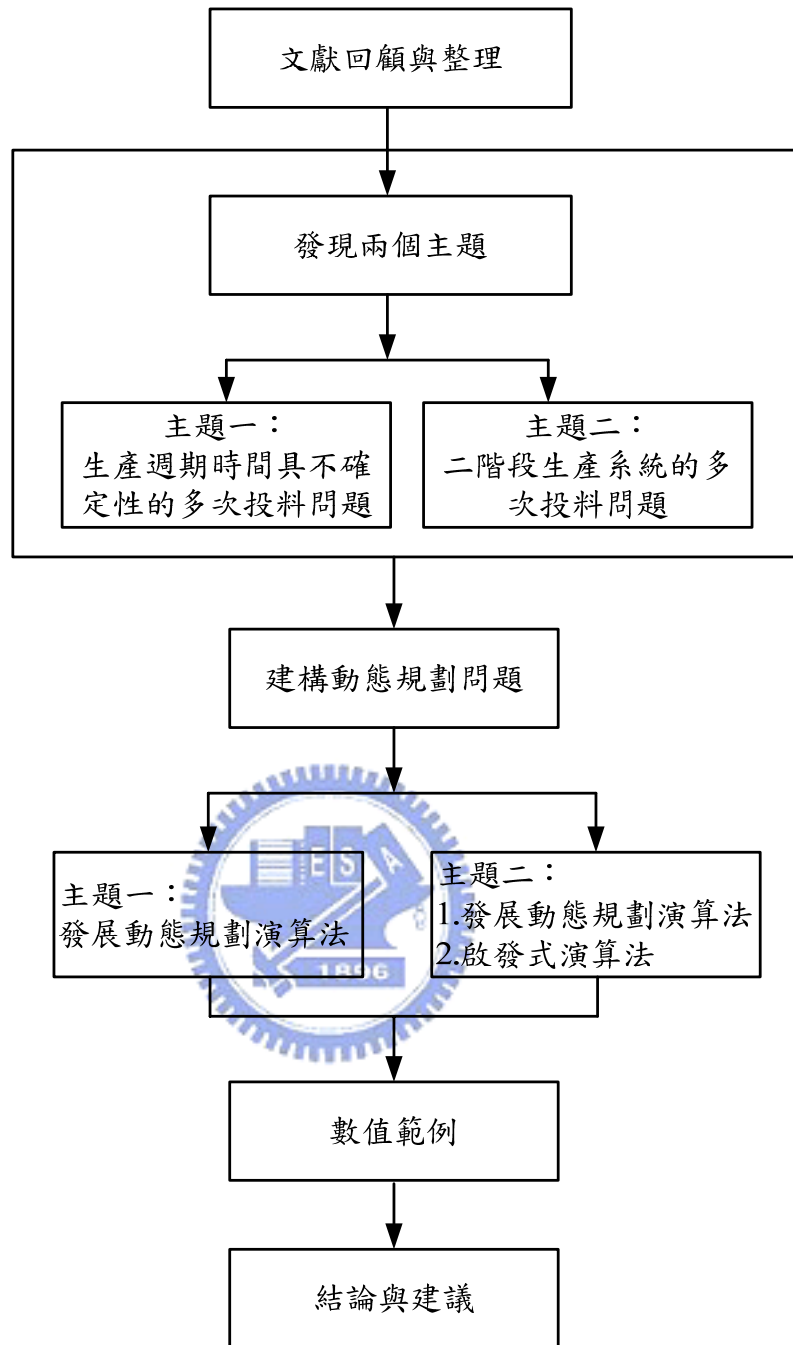 文獻回顧與整理
發現兩個主題
主題一：
生產週期時間具不確
定性的多次投料問題
主題二：
二階段生產系統的多
次投料問題
建構動態規劃問題
主題一：
發展動態規劃演算法
主題二：
1.發展動態規劃演算法
2.啟發式演算法
ESA
1896
數值範例
結論與建議